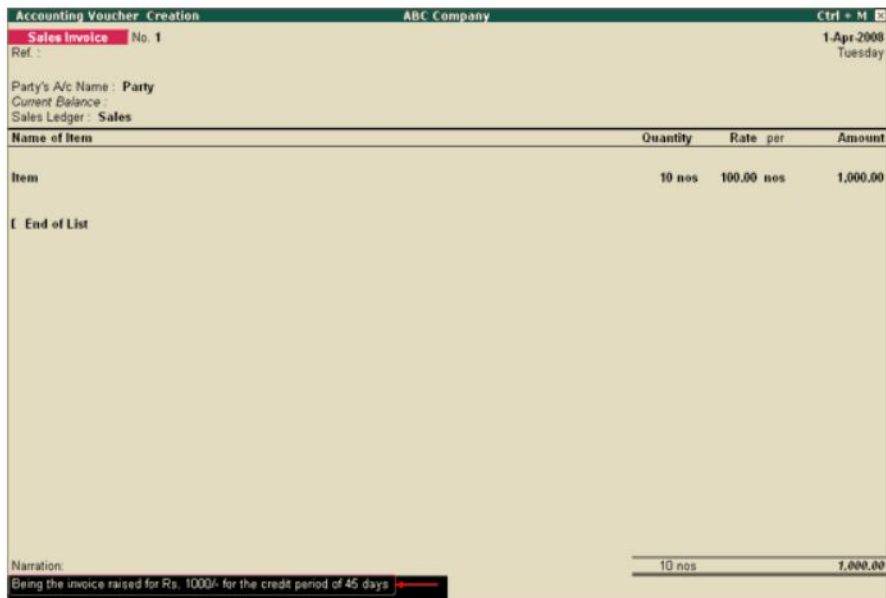 Accounting Voucher Creation ABC Company Ctrl + M
Sales Invoice No. 1 1-Apr-2008
Ref. : Tuesday
Party's A/c Name : Party
Current Balance :
Sales Ledger : Sales
Name of Item Quantity Rate per Amount
Item 10 nos 100.00 nos 1,000.00
End of List
Narration: 10 nos 1,000.00
Being the invoice raised for Rs. 1000/- for the credit period of 45 days